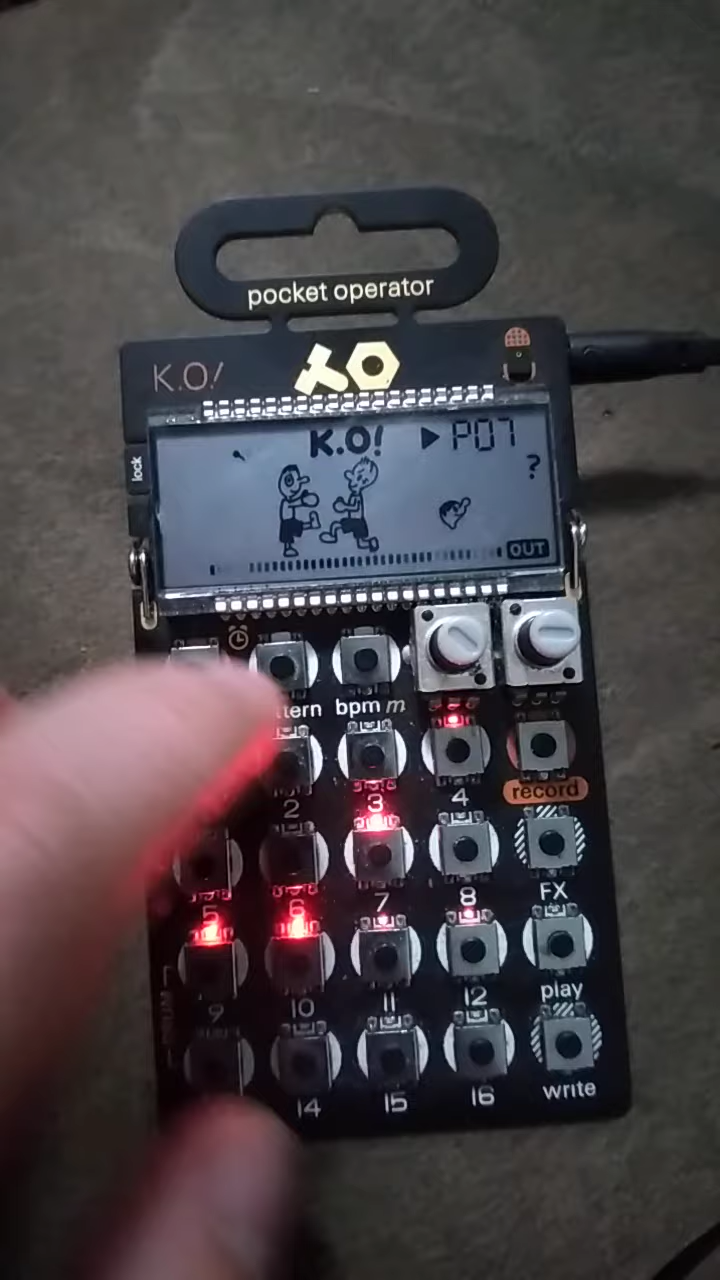 pocket operator
K.O!
lock
K.O! P07
?
OUT
ttern bpm m
2 3 4 record
5 6 7 8 FX
9 10 11 12 play
14 15 16 write